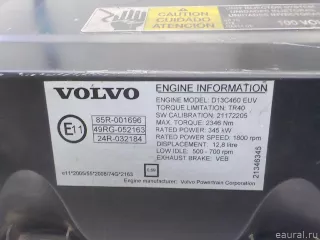 CAUTION
CUIDADO
ATTENTION
VOLVO
ENGINE INFORMATION
ENGINE MODEL: D13C460 EUV
TORQUE LIMITATION: TR40
SW CALIBRATION: 21172205
MAX. TORQUE: 2346 Nm
RATED POWER: 345 kW
RATED POWER RPM: 1800 rpm
DISPLACEMENT: 12,8 litre
LOW IDLE: 500 - 700 rpm
EXHAUST BRAKE: VEB
E11
85R-001696
49RG-052163
24R-032184
21346345
Engine manufacturer: Volvo Powertrain Corporation
eaural.ru